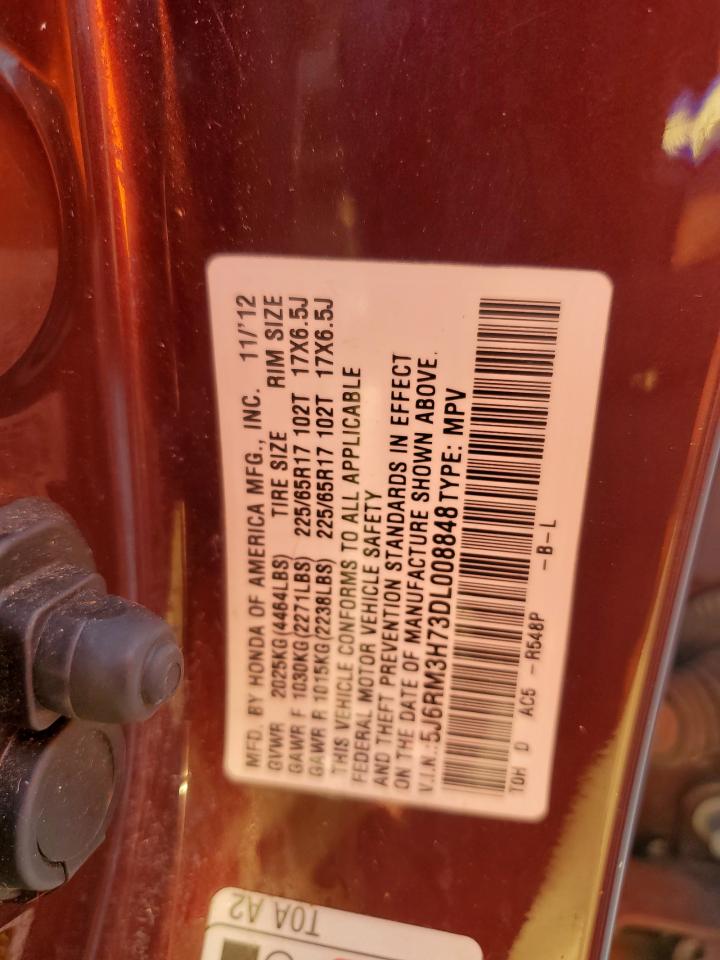 MFD. BY HONDA OF AMERICA MFG., INC. 11/'12
GVWR 2025KG(4464LBS) TIRE SIZE RIM SIZE
GAWR F 1030KG(2271LBS) 225/65R17 102T 17X6.5J
GAWR R 1015KG(2238LBS) 225/65R17 102T 17X6.5J
THIS VEHICLE CONFORMS TO ALL APPLICABLE
FEDERAL MOTOR VEHICLE SAFETY
AND THEFT PREVENTION STANDARDS IN EFFECT
ON THE DATE OF MANUFACTURE SHOWN ABOVE.
V.I.N.:5J6RM3H73DL008848 TYPE: MPV
TOH D AC5 -R548P -B-L
TOA A2